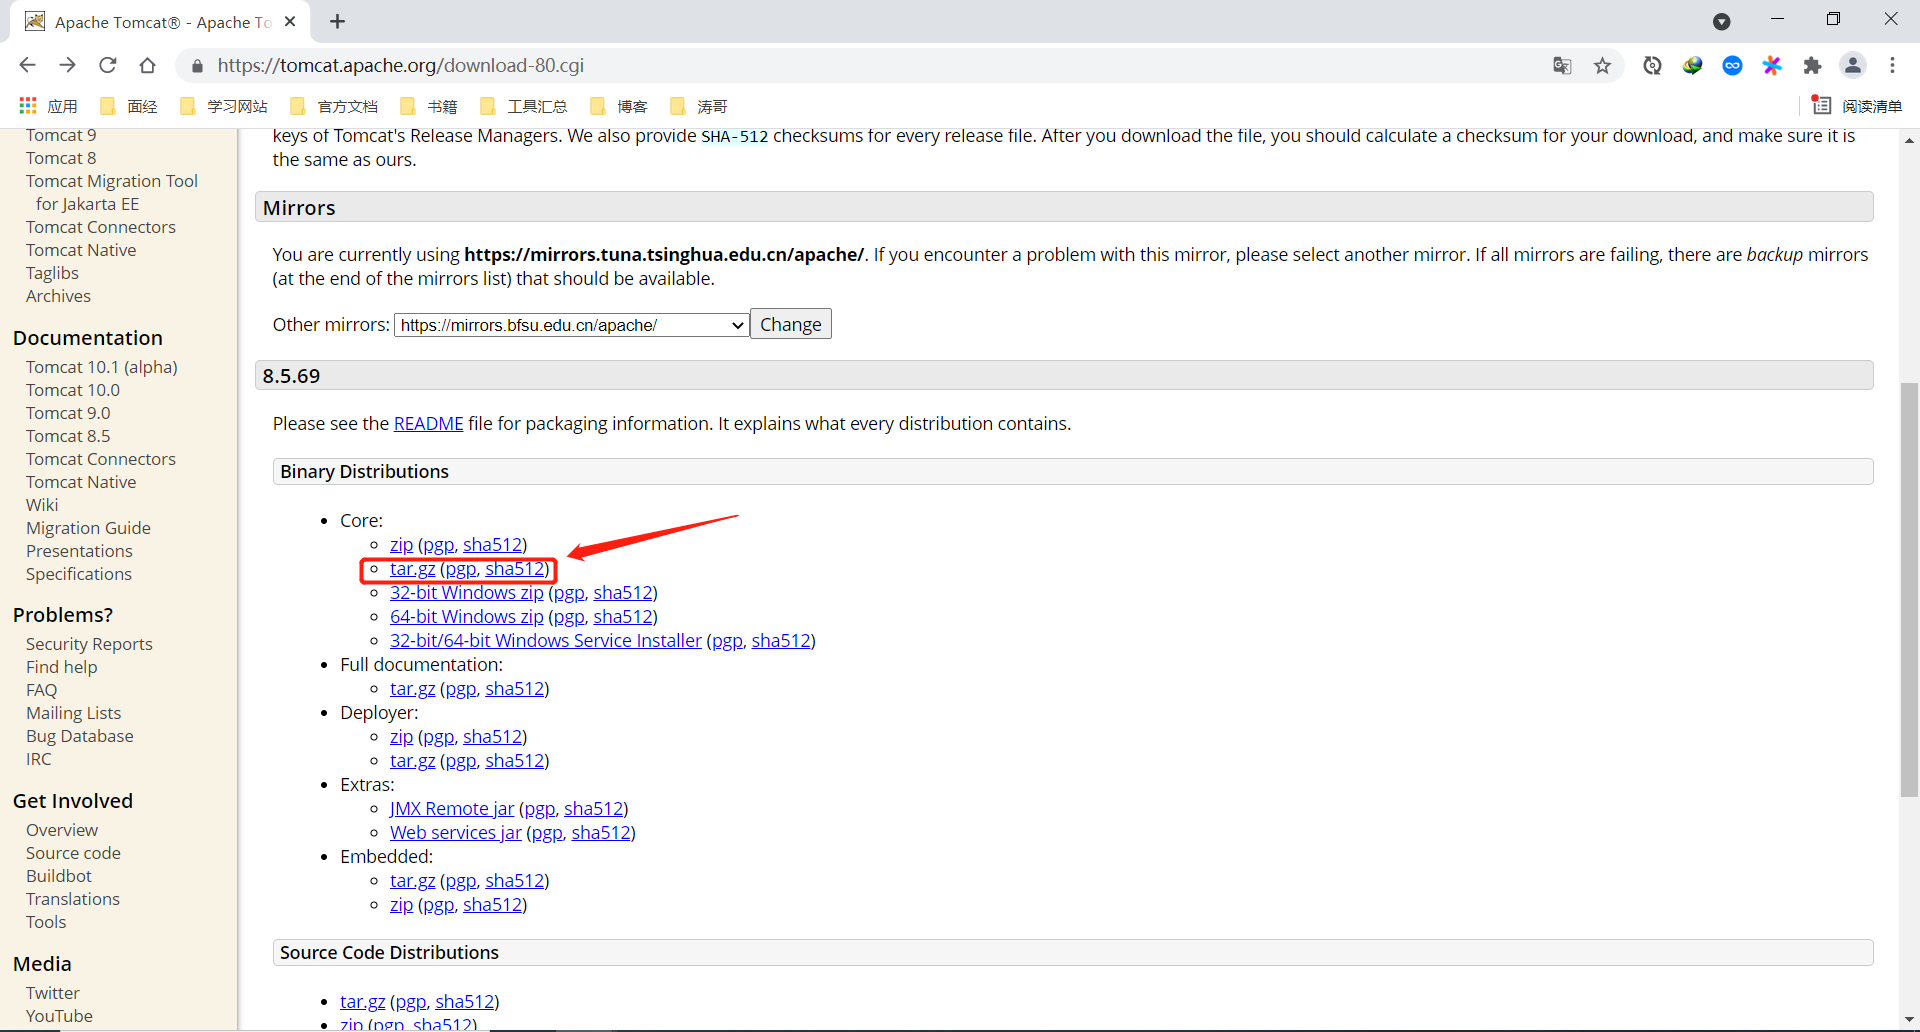 Apache Tomcat® - Apache To
https://tomcat.apache.org/download-80.cgi
应用 面经 学习网站 官方文档 书籍 工具汇总 博客 涛哥 阅读清单
Tomcat 9
Tomcat 8
Tomcat Migration Tool
for Jakarta EE
Tomcat Connectors
Tomcat Native
Taglibs
Archives
Documentation
Tomcat 10.1 (alpha)
Tomcat 10.0
Tomcat 9.0
Tomcat 8.5
Tomcat Connectors
Tomcat Native
Wiki
Migration Guide
Presentations
Specifications
Problems?
Security Reports
Find help
FAQ
Mailing Lists
Bug Database
IRC
Get Involved
Overview
Source code
Buildbot
Translations
Tools
Media
Twitter
YouTube
keys of Tomcat's Release Managers. We also provide SHA-512 checksums for every release file. After you download the file, you should calculate a checksum for your download, and make sure it is
the same as ours.
Mirrors
You are currently using https://mirrors.tuna.tsinghua.edu.cn/apache/. If you encounter a problem with this mirror, please select another mirror. If all mirrors are failing, there are backup mirrors
(at the end of the mirrors list) that should be available.
Other mirrors: https://mirrors.bfsu.edu.cn/apache/ Change
8.5.69
Please see the README file for packaging information. It explains what every distribution contains.
Binary Distributions
Core:
zip (pgp, sha512)
tar.gz (pgp, sha512)
32-bit Windows zip (pgp, sha512)
64-bit Windows zip (pgp, sha512)
32-bit/64-bit Windows Service Installer (pgp, sha512)
Full documentation:
tar.gz (pgp, sha512)
Deployer:
zip (pgp, sha512)
tar.gz (pgp, sha512)
Extras:
JMX Remote jar (pgp, sha512)
Web services jar (pgp, sha512)
Embedded:
tar.gz (pgp, sha512)
zip (pgp, sha512)
Source Code Distributions
tar.gz (pgp, sha512)
zip (pgp, sha512)